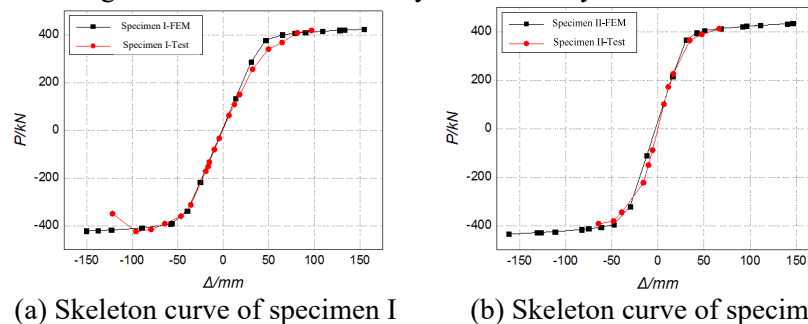 Specimen I-FEM
Specimen I-Test
400
200
0
-200
-400
P/kN
-150 -100 -50 0 50 100 150
Δ/mm
(a) Skeleton curve of specimen I
Specimen II-FEM
Specimen II-Test
400
200
0
-200
-400
P/kN
-150 -100 -50 0 50 100 150
Δ/mm
(b) Skeleton curve of specim